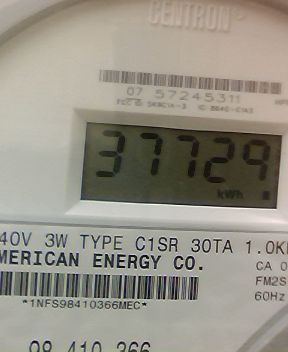 CENTRON
07 57245311
37729
kWh
40V 3W TYPE C1SR 30TA 1.0K
MERICAN ENERGY CO.
CA 0
FM2S
60Hz
*1NFS98410366MEC*
98 410 366